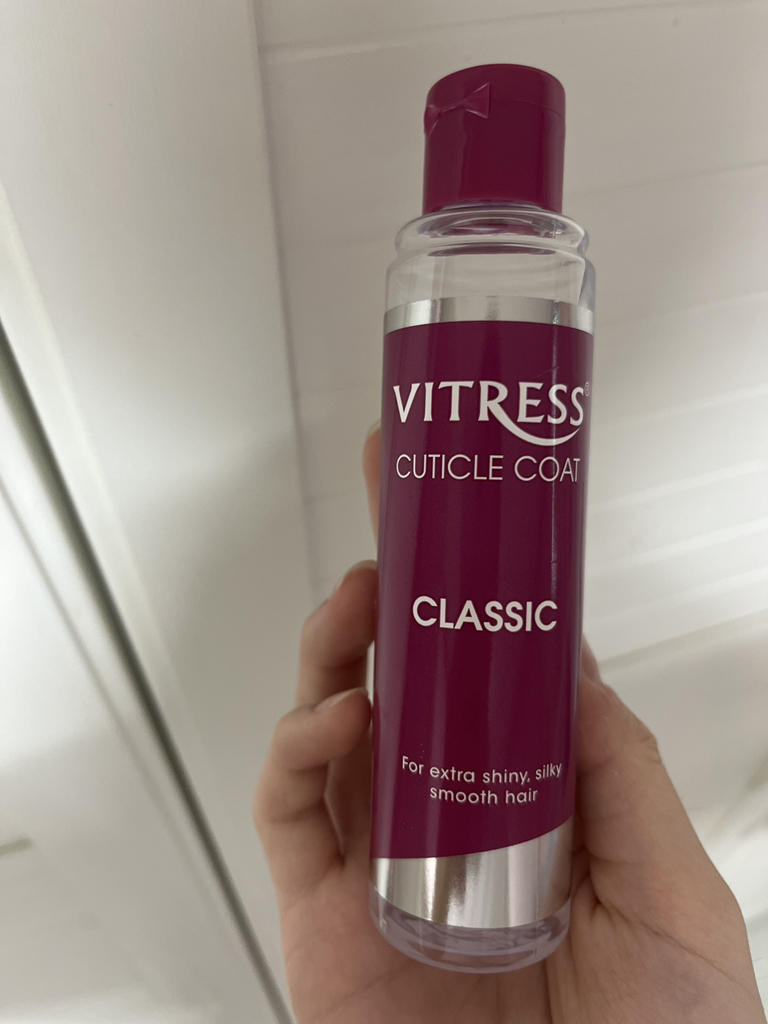 VITRESS®
CUTICLE COAT
CLASSIC
For extra shiny, silky
smooth hair